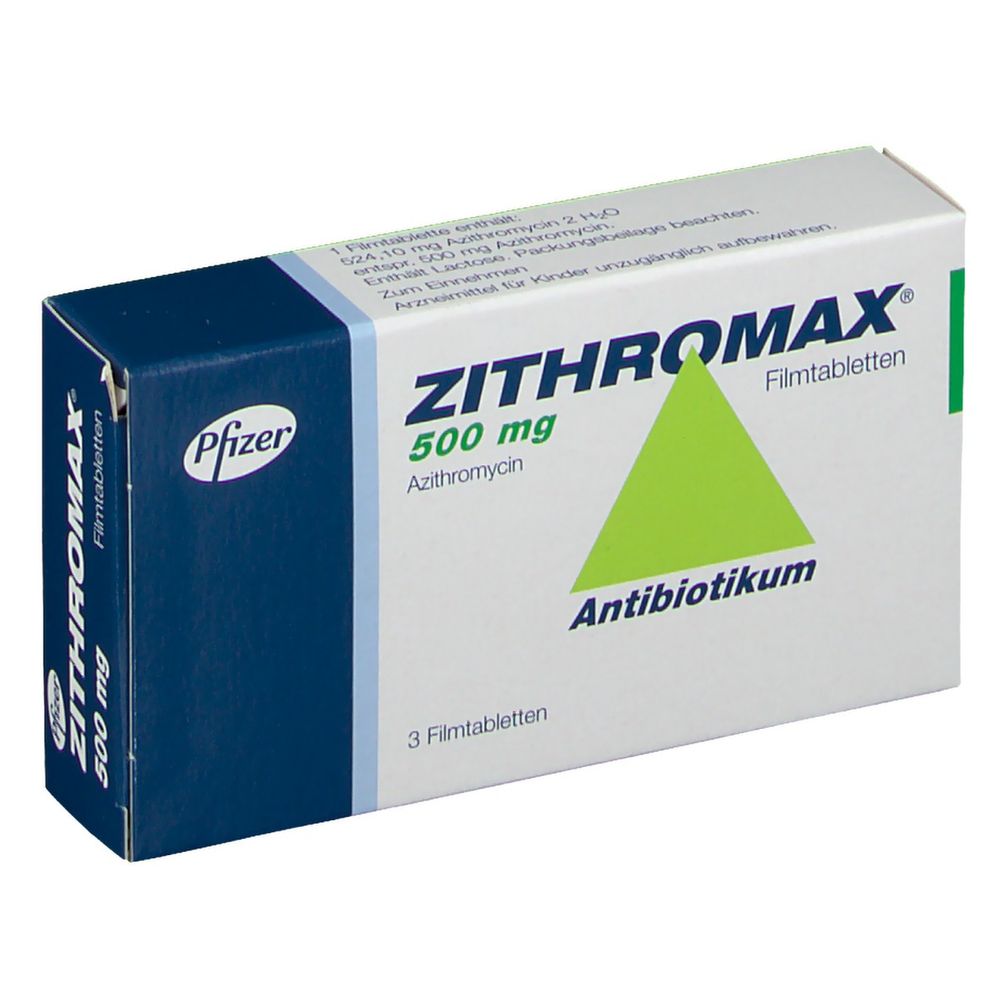 1 Filmtablette enthält:
524,10 mg Azithromycin 2 H₂O
entspr. 500 mg Azithromycin.
Enthält Lactose. Packungsbeilage beachten.
Zum Einnehmen
Arzneimittel für Kinder unzugänglich aufbewahren.
ZITHROMAX®
Filmtabletten
500 mg
Azithromycin
Antibiotikum
3 Filmtabletten
Pfizer
Pfizer
ZITHROMAX®
Filmtabletten
500 mg